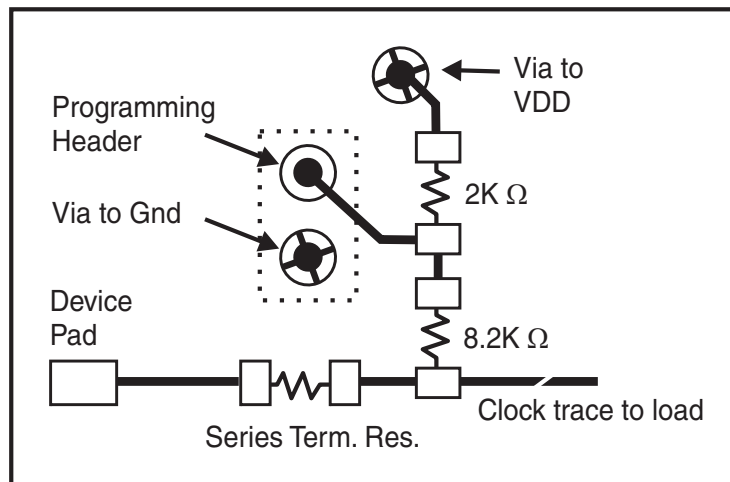 Via to
VDD
Programming
Header
2K Ω
Via to Gnd
Device
Pad
8.2K Ω
Clock trace to load
Series Term. Res.